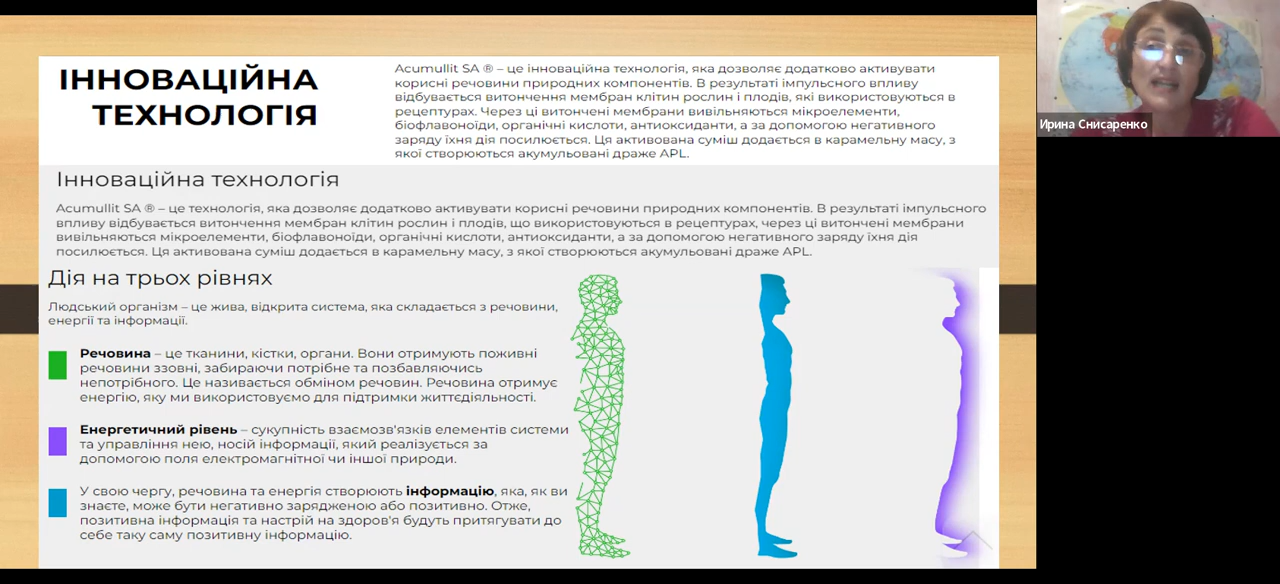 ІННОВАЦІЙНА
ТЕХНОЛОГІЯ
Acumullit SA ® – це інноваційна технологія, яка дозволяє додатково активувати
корисні речовини природних компонентів. В результаті імпульсного впливу
відбувається витончення мембран клітин рослин і плодів, які використовуються в
рецептурах. Через ці витончені мембрани вивільняються мікроелементи,
біофлавоноїди, органічні кислоти, антиоксиданти, а за допомогою негативного
заряду їхня дія посилюється. Ця активована суміш додається в карамельну масу, з
якої створюються акумульовані драже APL.
Інноваційна технологія
Acumullit SA ® – це технологія, яка дозволяє додатково активувати корисні речовини природних компонентів. В результаті імпульсного
впливу відбувається витончення мембран клітин рослин і плодів, що використовуються в рецептурах, через ці витончені мембрани
вивільняються мікроелементи, біофлавоноїди, органічні кислоти, антиоксиданти, а за допомогою негативного заряду їхня дія
посилюється. Ця активована суміш додається в карамельну масу, з якої створюються акумульовані драже APL.
Дія на трьох рівнях
Людський організм – це жива, відкрита система, яка складається з речовини,
енергії та інформації.
Речовина – це тканини, кістки, органи. Вони отримують поживні
речовини ззовні, забираючи потрібне та позбавляючись
непотрібного. Це називається обміном речовин. Речовина отримує
енергію, яку ми використовуємо для підтримки життєдіяльності.
Енергетичний рівень – сукупність взаємозв'язків елементів системи
та управління нею, носій інформації, який реалізується за
допомогою поля електромагнітної чи іншої природи.
У свою чергу, речовина та енергія створюють інформацію, яка, як ви
знаєте, може бути негативно зарядженою або позитивно. Отже,
позитивна інформація та настрій на здоров'я будуть притягувати до
себе таку саму позитивну інформацію.
Ирина Снисаренко